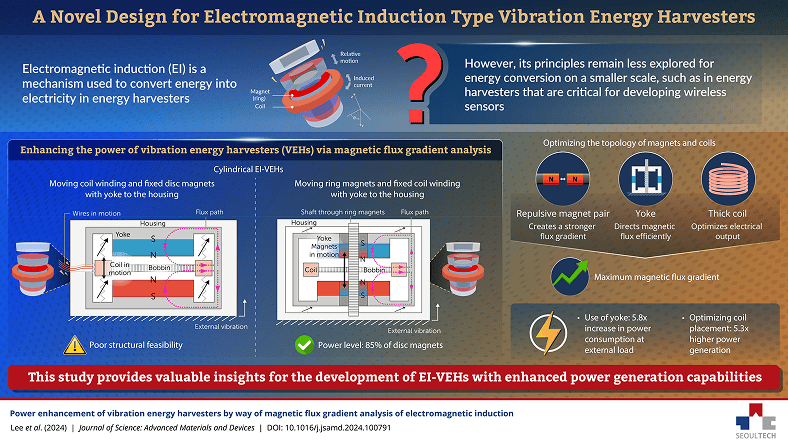 A Novel Design for Electromagnetic Induction Type Vibration Energy Harvesters
Electromagnetic induction (EI) is a
mechanism used to convert energy into
electricity in energy harvesters
Relative
motion
Induced
current
Magnet
(ring)
Coil
?
However, its principles remain less explored for
energy conversion on a smaller scale, such as in energy
harvesters that are critical for developing wireless
sensors
Enhancing the power of vibration energy harvesters (VEHs) via magnetic flux gradient analysis
Cylindrical EI-VEHs
Moving coil winding and fixed disc magnets
with yoke to the housing
Wires in motion
Flux path
Housing
Yoke
S
N
Coil in
motion
Bobbin
N
S
External vibration
Poor structural feasibility
Moving ring magnets and fixed coil winding
with yoke to the housing
Shaft through ring magnets
Flux path
Housing
Yoke
Magnets
in motion
S
N
Coil
Bobbin
N
S
External vibration
Power level: 85% of disc magnets
Optimizing the topology of magnets and coils
N
N
Repulsive magnet pair
Creates a stronger
flux gradient
Yoke
Directs magnetic
flux efficiently
Thick coil
Optimizes electrical
output
Maximum magnetic flux gradient
• Use of yoke: 5.8x
increase in power
consumption at
external load
• Optimizing coil
placement: 5.3x
higher power
generation
This study provides valuable insights for the development of EI-VEHs with enhanced power generation capabilities
Power enhancement of vibration energy harvesters by way of magnetic flux gradient analysis of electromagnetic induction
Lee et al. (2024) | Journal of Science: Advanced Materials and Devices | DOI: 10.1016/j.jsamd.2024.100791
SEOULTECH